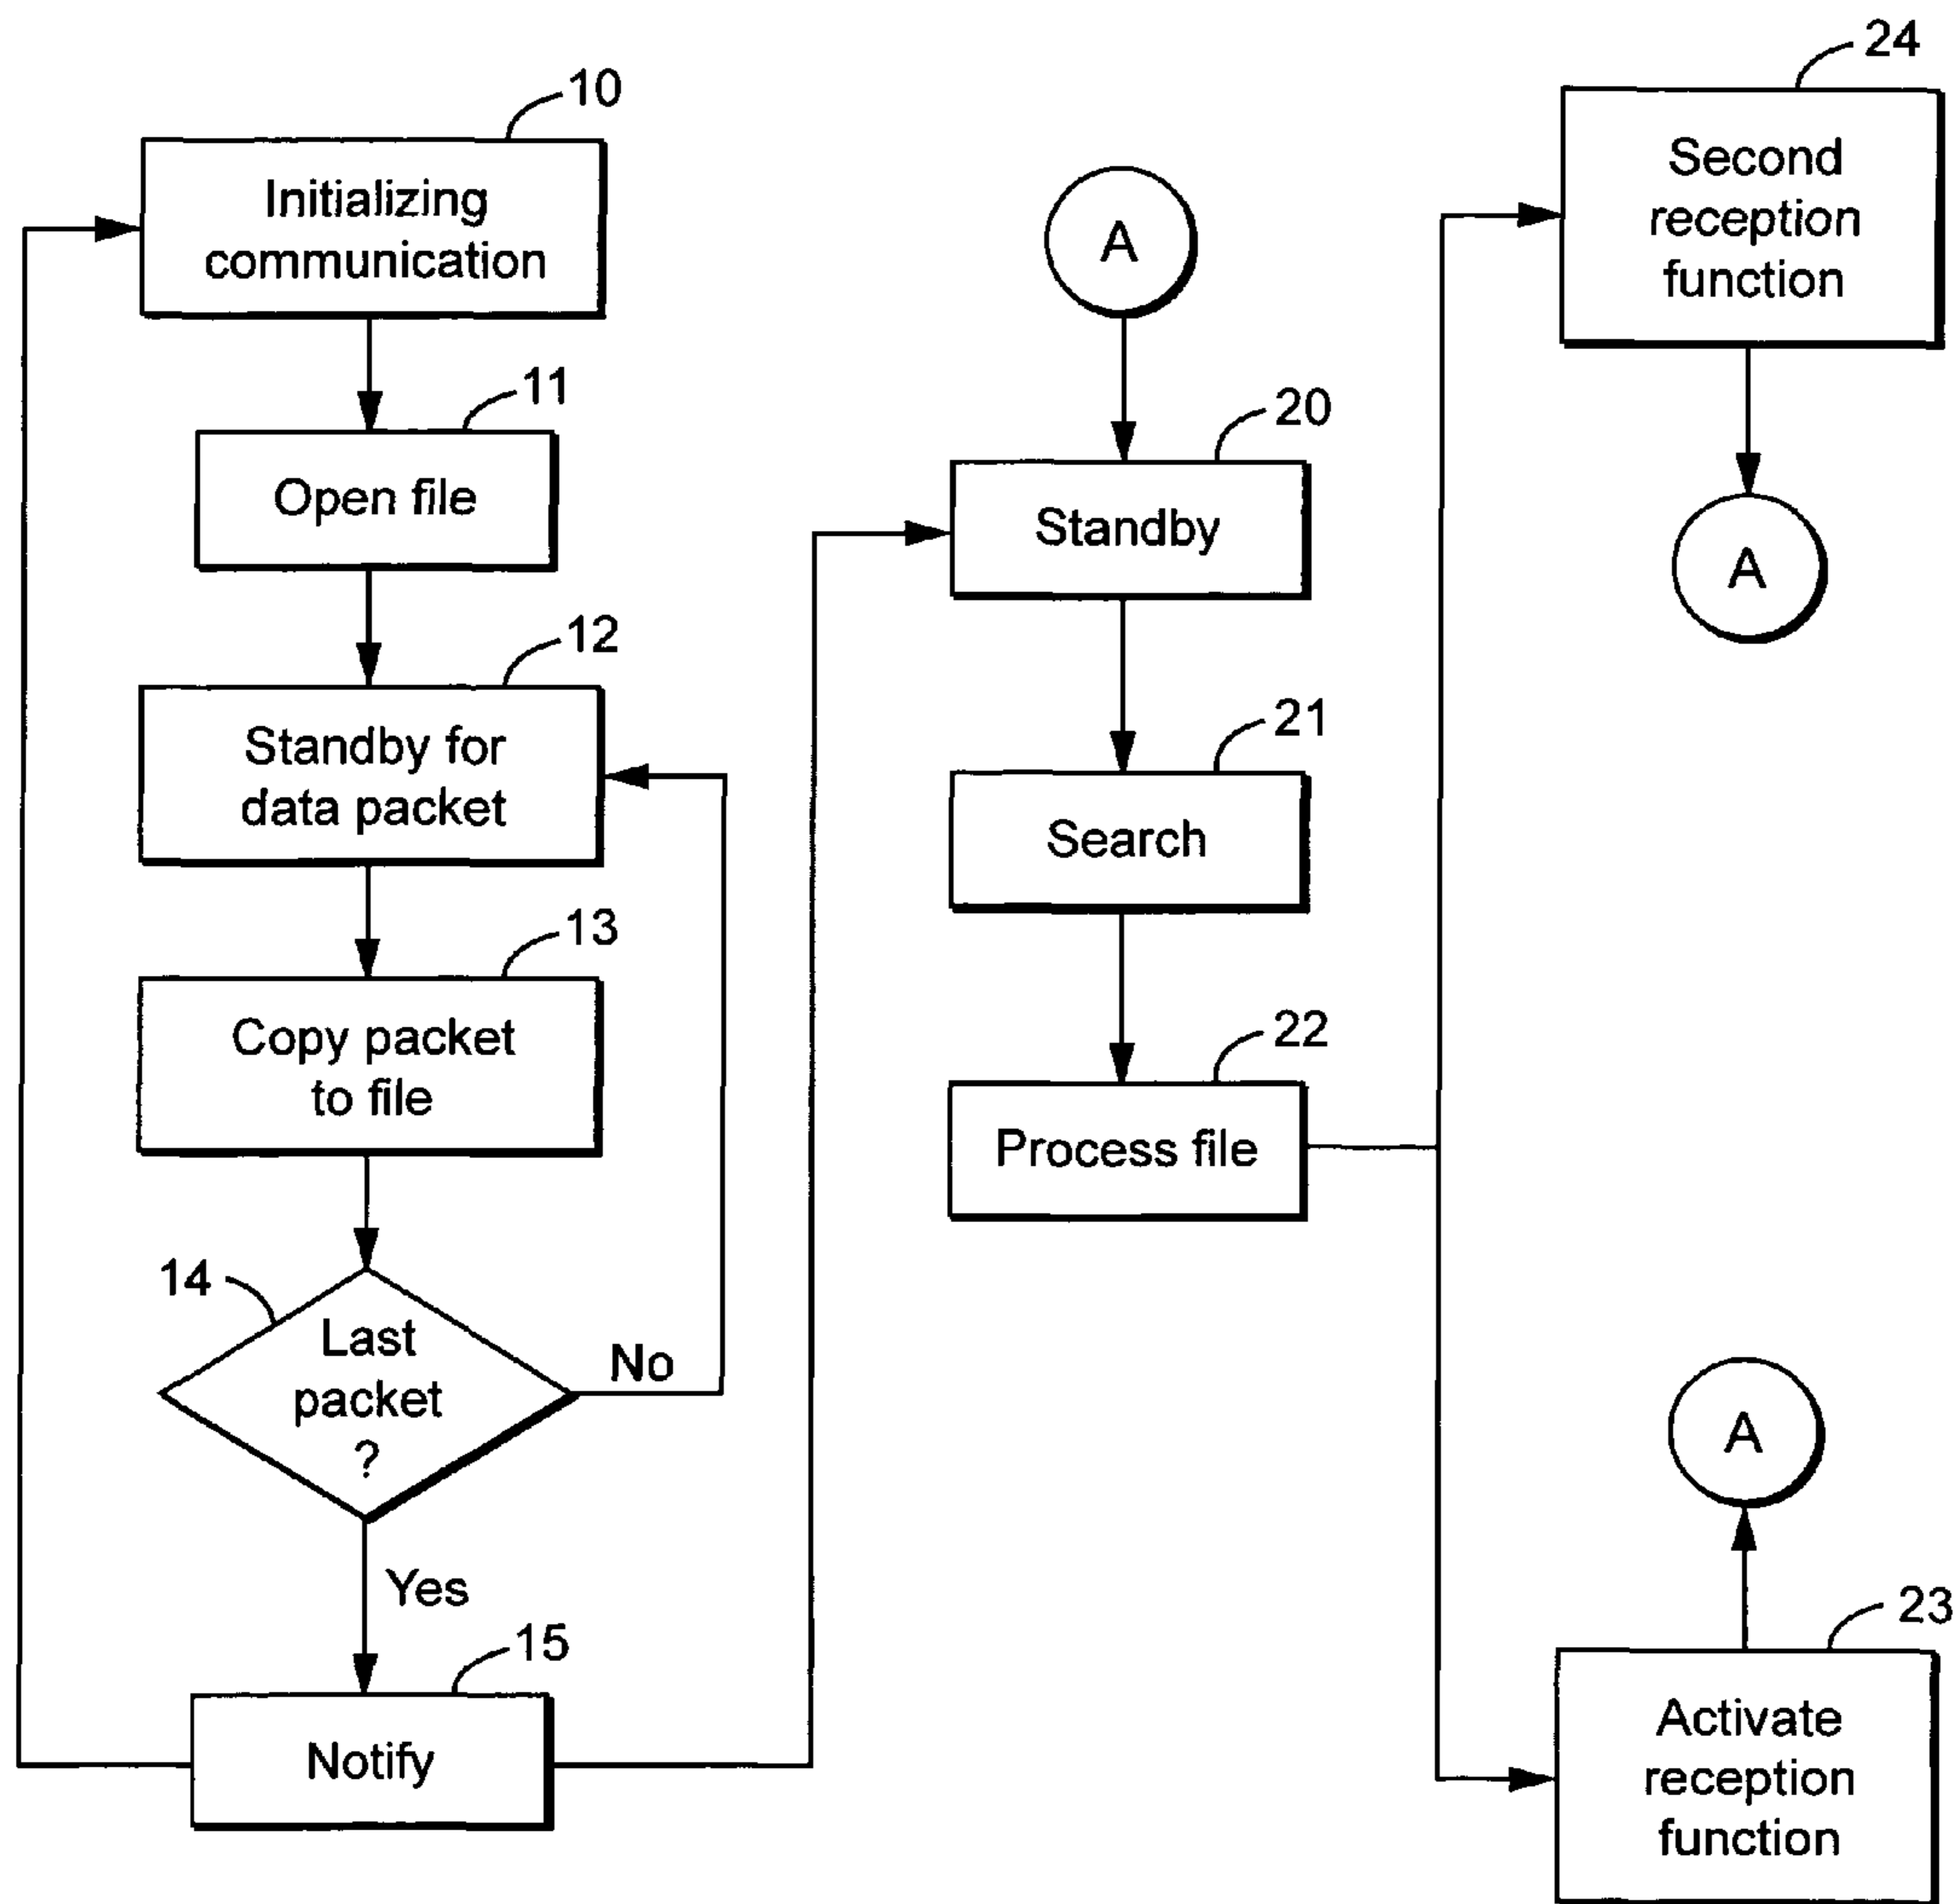 10
Initializing
communication
11
Open file
12
Standby for
data packet
13
Copy packet
to file
14
Last
packet
?
No
Yes
15
Notify
A
20
Standby
21
Search
22
Process file
24
Second
reception
function
A
A
23
Activate
reception
function